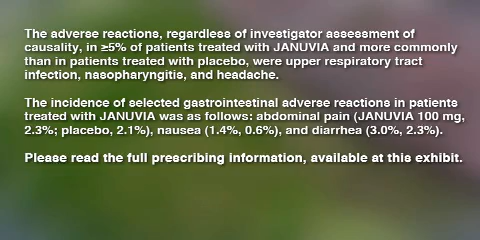 The adverse reactions, regardless of investigator assessment of
causality, in ≥5% of patients treated with JANUVIA and more commonly
than in patients treated with placebo, were upper respiratory tract
infection, nasopharyngitis, and headache.
The incidence of selected gastrointestinal adverse reactions in patients
treated with JANUVIA was as follows: abdominal pain (JANUVIA 100 mg,
2.3%; placebo, 2.1%), nausea (1.4%, 0.6%), and diarrhea (3.0%, 2.3%).
Please read the full prescribing information, available at this exhibit.